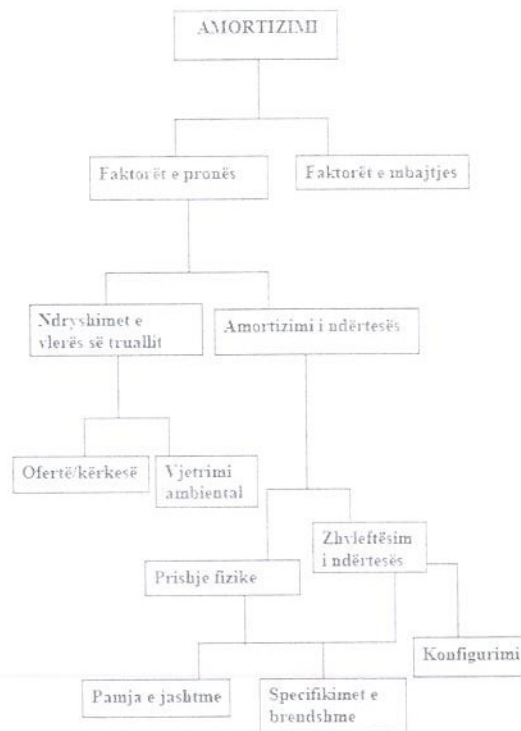 AMORTIZIMI
Faktorët e pronës
Faktorët e mbajtjes
Ndryshimet e
vlerës së truallit
Amortizimi i ndërtesës
Ofertë/kërkesë
Vjetrimi
ambiental
Zhvleftësim
i ndërtesës
Prishje fizike
Konfigurimi
Pamja e jashtme
Specifikimet e
brendshme